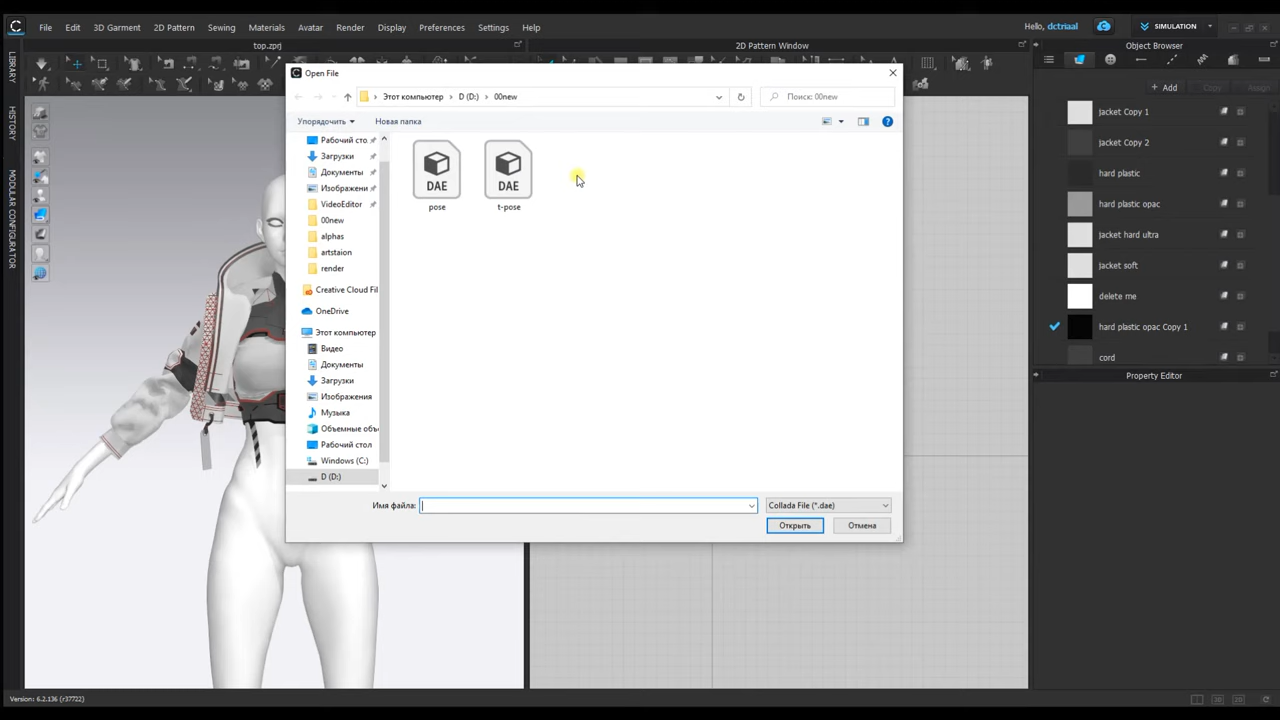 File Edit 3D Garment 2D Pattern Sewing Materials Avatar Render Display Preferences Settings Help
Hello, dctriaal
SIMULATION
top.zprj
2D Pattern Window
Object Browser
LIBRARY
HISTORY
MODULAR CONFIGURATOR
+ Add Copy Assign
jacket Copy 1
jacket Copy 2
hard plastic
hard plastic opac
jacket hard ultra
jacket soft
delete me
hard plastic opac Copy 1
cord
Property Editor
Open File
Этот компьютер
D (D:)
00new
Поиск: 00new
Упорядочить
Новая папка
Рабочий сто
Загрузки
Документы
Изображени
VideoEditor
00new
alphas
artstaion
render
Creative Cloud Fil
OneDrive
Этот компьютер
Видео
Документы
Загрузки
Изображения
Музыка
Объемные объ
Рабочий стол
Windows (C:)
D (D:)
DAE
pose
DAE
t-pose
Имя файла:
Collada File (*.dae)
Открыть
Отмена
Version: 6.2.136 (r37722)
3D
2D